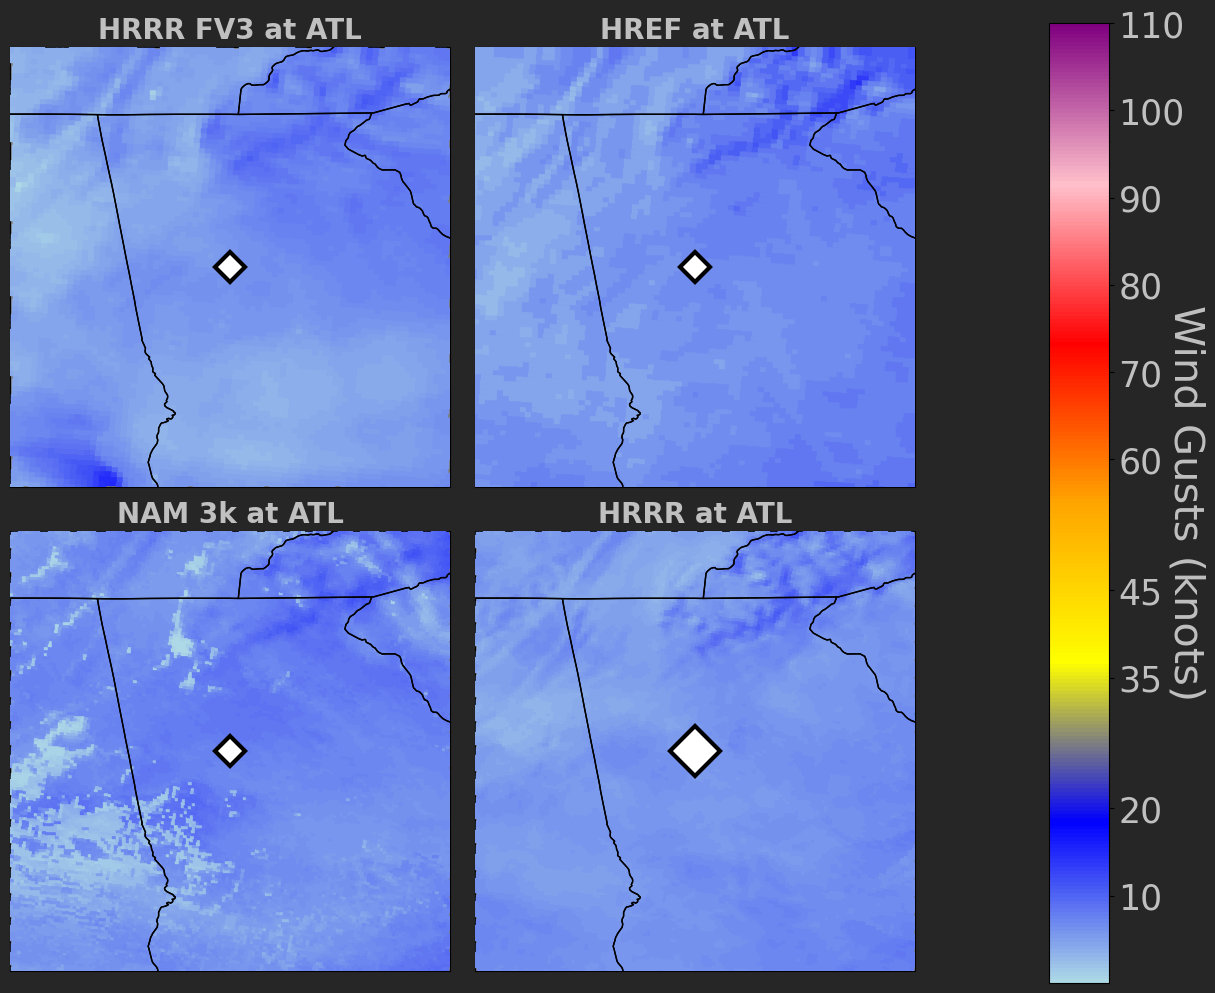 HRRR FV3 at ATL
HREF at ATL
NAM 3k at ATL
HRRR at ATL
110
100
90
80
70
60
45
35
20
10
Wind Gusts (knots)